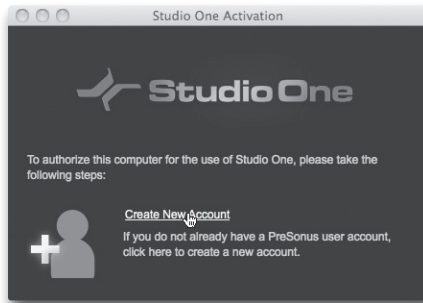 Studio One Activation
Studio One
To authorize this computer for the use of Studio One, please take the
following steps:
Create New Account
If you do not already have a PreSonus user account,
click here to create a new account.